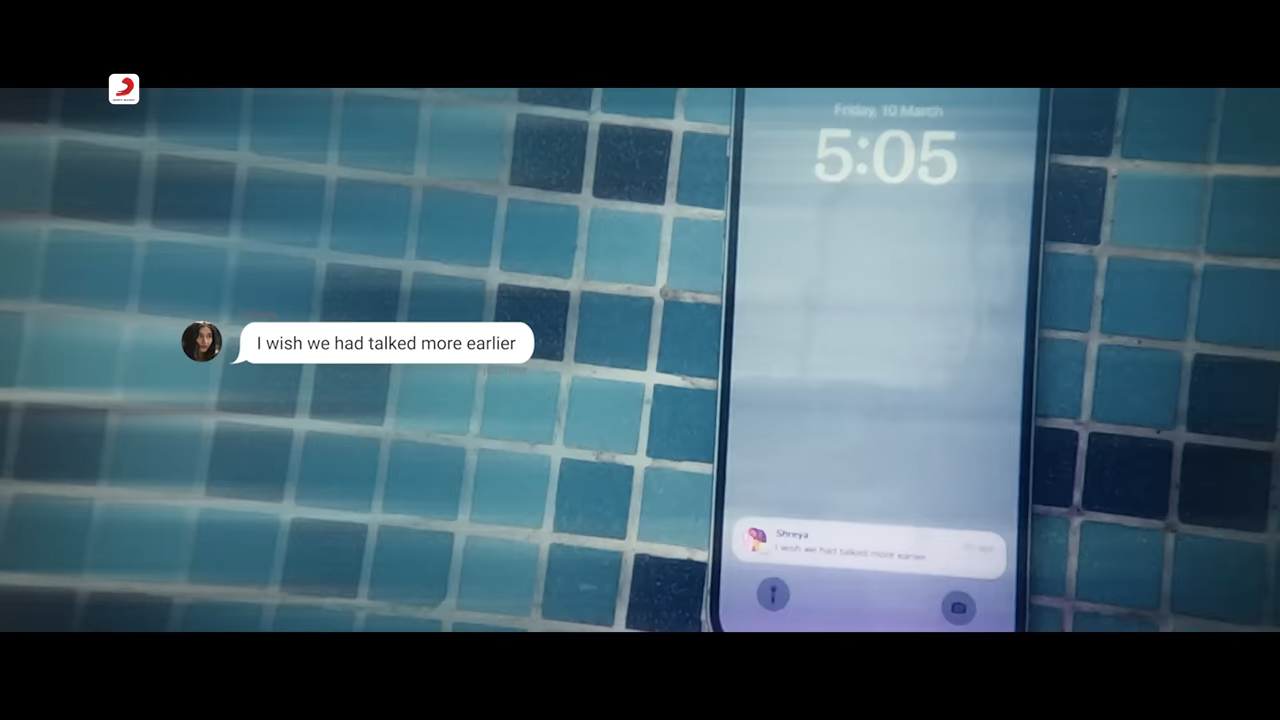 Friday, 10 March
5:05
I wish we had talked more earlier
Shreya
I wish we had talked more earlier